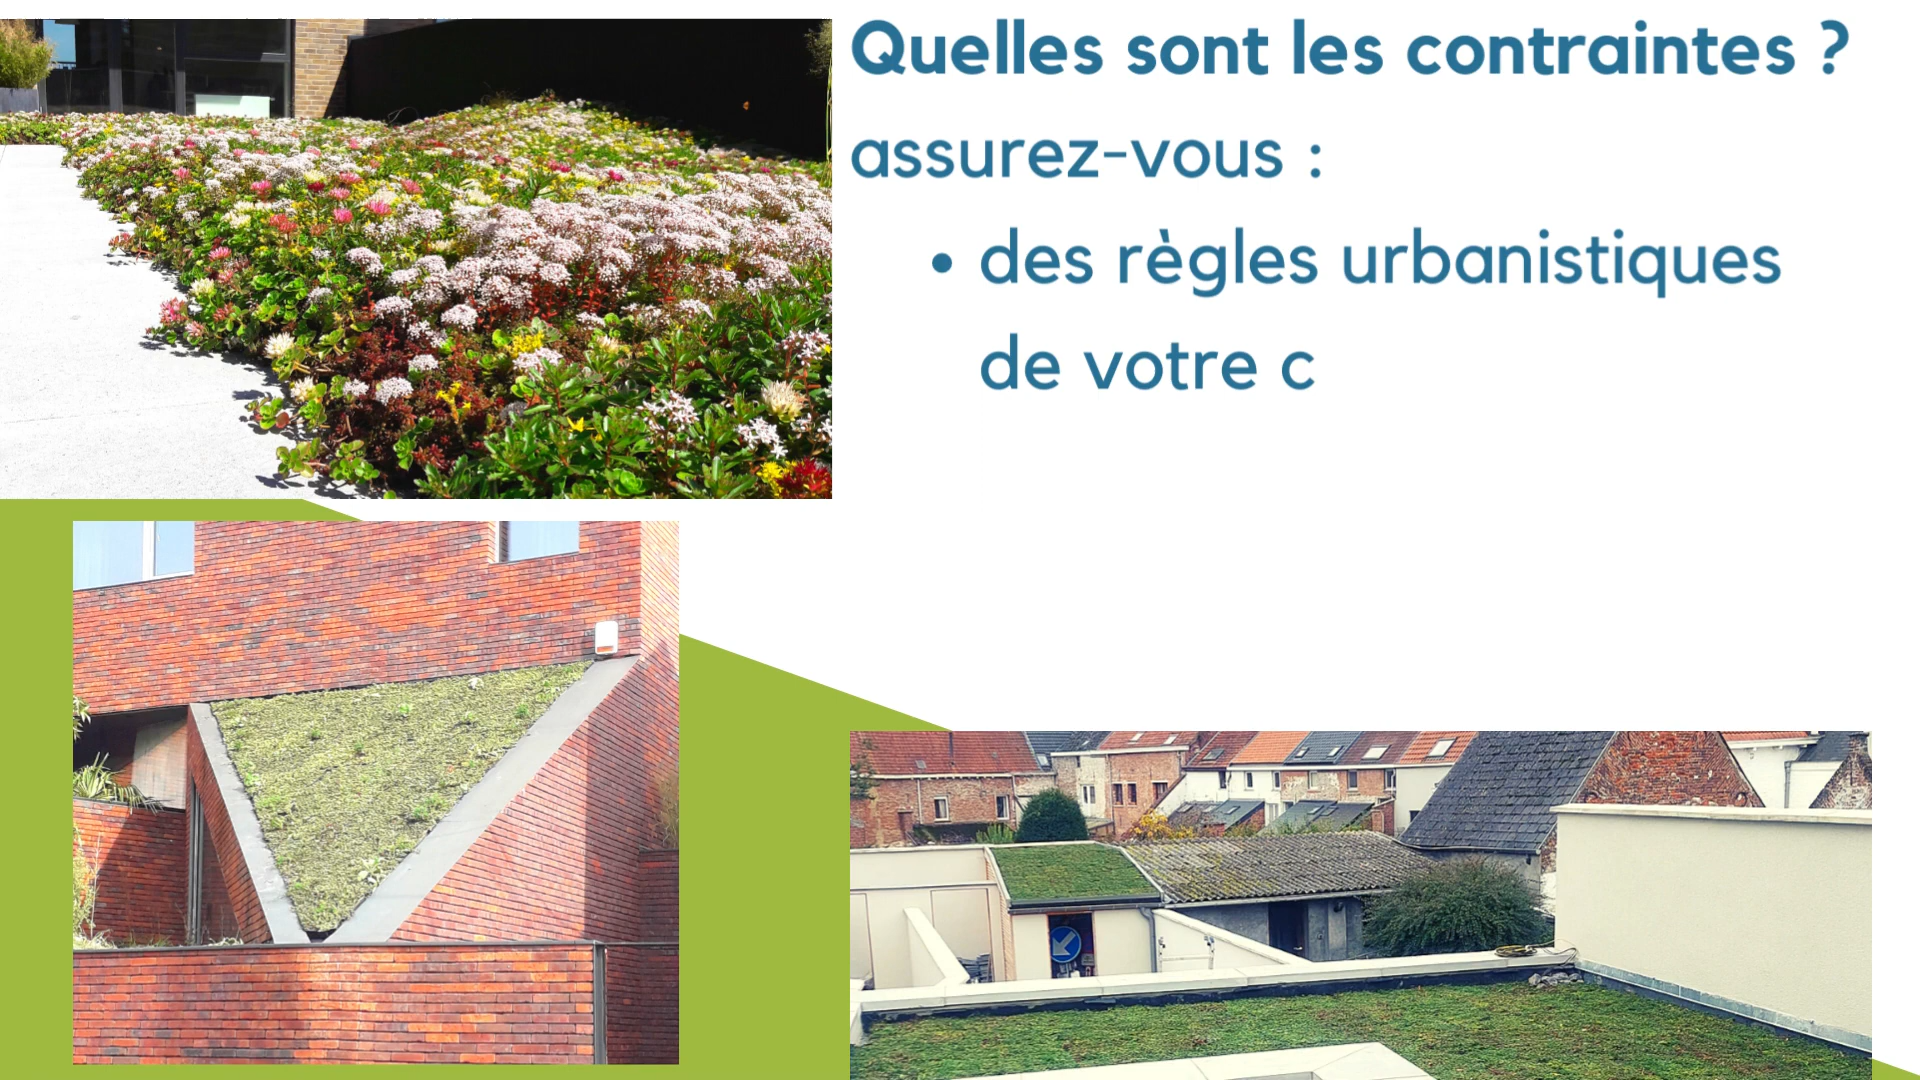 Quelles sont les contraintes ?
assurez-vous :
• des règles urbanistiques
de votre c